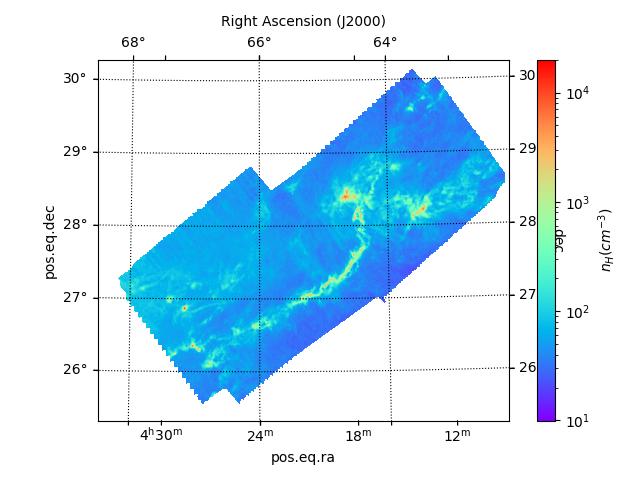 Right Ascension (J2000)
68° 66° 64°
30° 30
29° 29
28° 28
27° 27
26° 26
pos.eq.dec
dec
10⁴
10³
10²
10¹
n_H(cm⁻³)
4ʰ30ᵐ 24ᵐ 18ᵐ 12ᵐ
pos.eq.ra